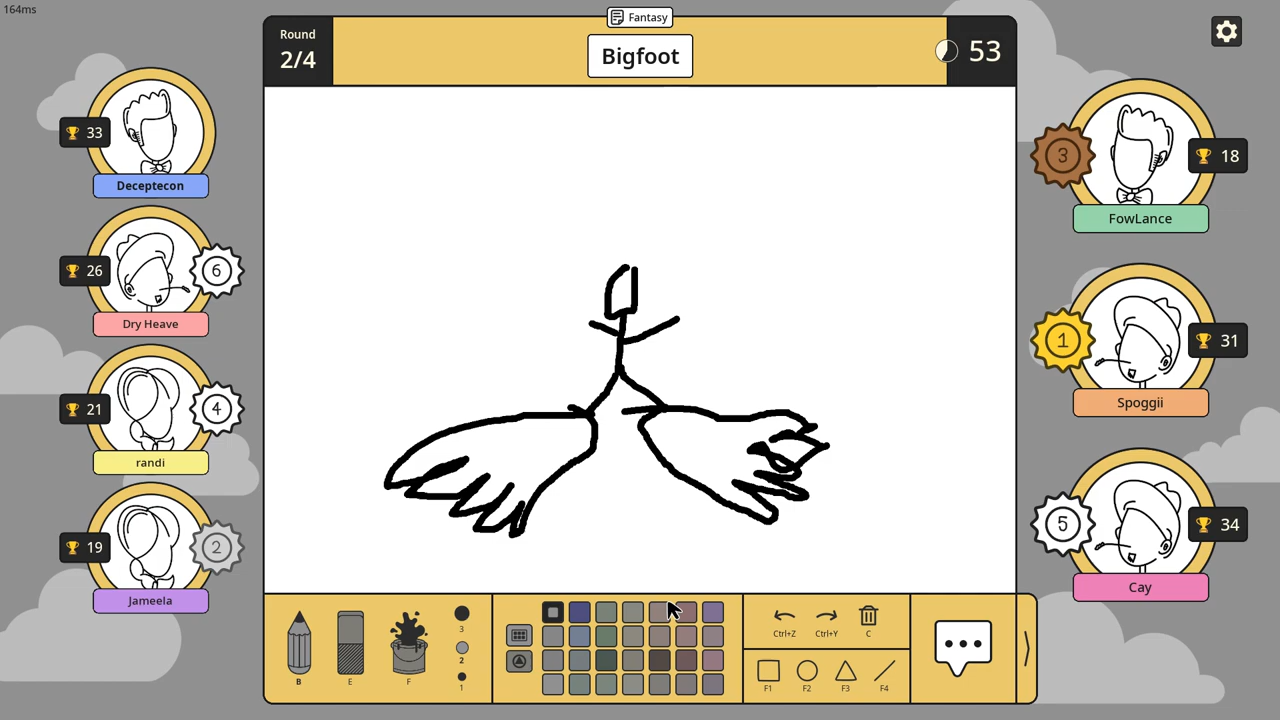 164ms
Fantasy
Round
2/4
Bigfoot
53
33
Deceptecon
26
6
Dry Heave
21
4
randi
19
2
Jameela
3
18
FowLance
1
31
Spoggii
5
34
Cay
B
E
F
3
2
1
Ctrl+Z
Ctrl+Y
C
F1
F2
F3
F4